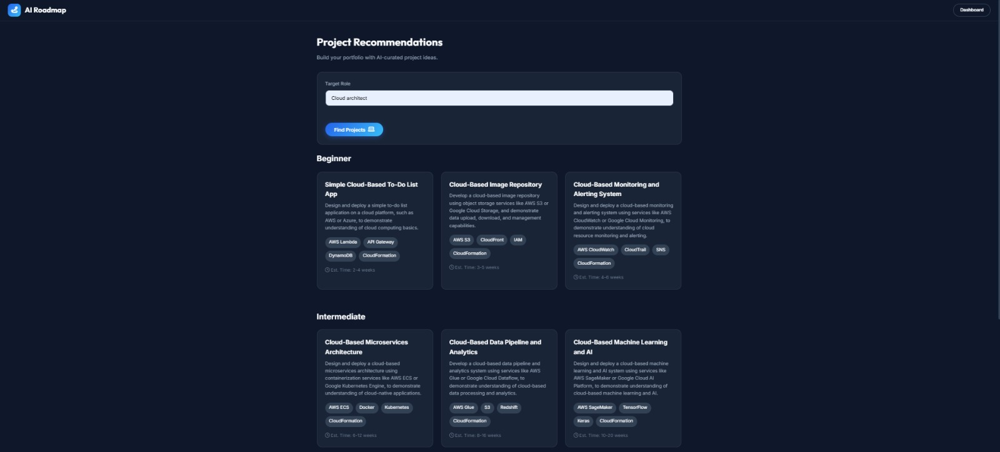 AI Roadmap
Dashboard
Project Recommendations
Build your portfolio with AI-curated project ideas.
Target Role
Cloud architect
Find Projects
Beginner
Simple Cloud-Based To-Do List
App
Design and deploy a simple to-do list
application on a cloud platform, such as
AWS or Azure, to demonstrate
understanding of cloud computing basics.
AWS Lambda API Gateway
DynamoDB CloudFormation
Est. Time: 2-4 weeks
Cloud-Based Image Repository
Develop a cloud-based image repository
using object storage services like AWS S3 or
Google Cloud Storage, and demonstrate
data upload, download, and management
capabilities.
AWS S3 CloudFront IAM
CloudFormation
Est. Time: 3-5 weeks
Cloud-Based Monitoring and
Alerting System
Design and deploy a cloud-based monitoring
and alerting system using services like AWS
CloudWatch or Google Cloud Monitoring, to
demonstrate understanding of cloud
resource monitoring and alerting.
AWS CloudWatch CloudTrail SNS
CloudFormation
Est. Time: 4-6 weeks
Intermediate
Cloud-Based Microservices
Architecture
Design and deploy a cloud-based
microservices architecture using
containerization services like AWS ECS or
Google Kubernetes Engine, to demonstrate
understanding of cloud-native applications.
AWS ECS Docker Kubernetes
CloudFormation
Est. Time: 6-12 weeks
Cloud-Based Data Pipeline and
Analytics
Develop a cloud-based data pipeline and
analytics system using services like AWS
Glue or Google Cloud Dataflow, to
demonstrate understanding of cloud-based
data processing and analytics.
AWS Glue S3 Redshift
CloudFormation
Est. Time: 8-16 weeks
Cloud-Based Machine Learning
and AI
Design and deploy a cloud-based machine
learning and AI system using services like
AWS SageMaker or Google Cloud AI
Platform, to demonstrate understanding of
cloud-based machine learning and AI.
AWS SageMaker TensorFlow
Keras CloudFormation
Est. Time: 10-20 weeks